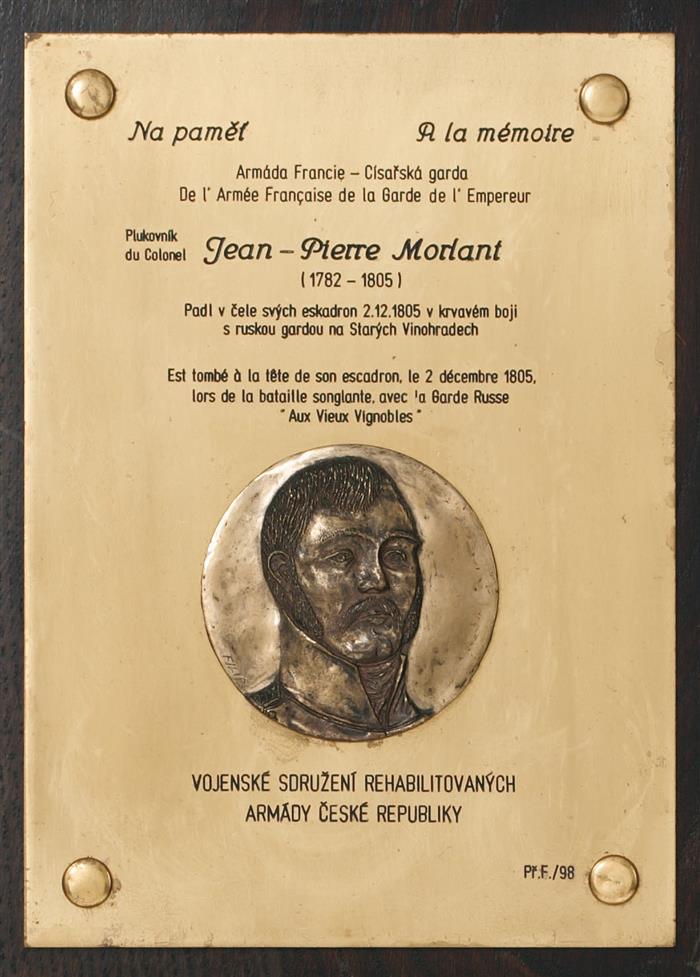 Na paměť
A la mémoire
Armáda Francie – Císařská garda
De l' Armée Française de la Garde de l' Empereur
Plukovník
du Colonel
Jean – Pierre Morlant
(1782 – 1805)
Padl v čele svých eskadron 2.12.1805 v krvavém boji
s ruskou gardou na Starých Vinohradech
Est tombé à la tête de son escadron, le 2 décembre 1805,
lors de la bataille songlante, avec la Garde Russe
"Aux Vieux Vignobles"
VOJENSKÉ SDRUŽENÍ REHABILITOVANÝCH
ARMÁDY ČESKÉ REPUBLIKY
Př.F./98